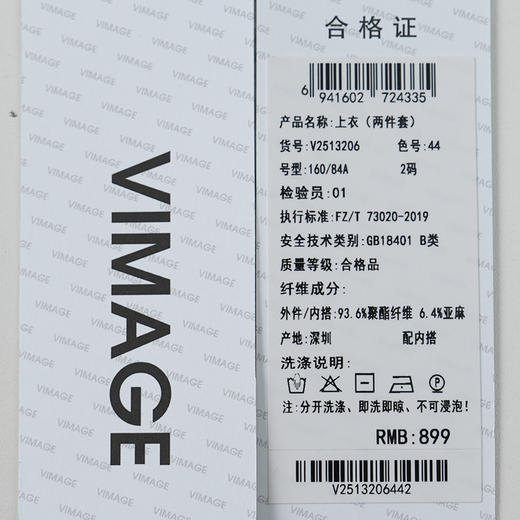 VIMAGE
合格证
6 941602 724335
产品名称:上衣（两件套）
货号:V2513206 色号:44
号型:160/84A 2码
检验员:01
执行标准:FZ/T 73020-2019
安全技术类别:GB18401 B类
质量等级:合格品
纤维成分:
外件/内搭:93.6%聚酯纤维 6.4%亚麻
产地:深圳 配内搭
洗涤说明:
注:分开洗涤、即洗即晾、不可浸泡!
RMB:899
V2513206442